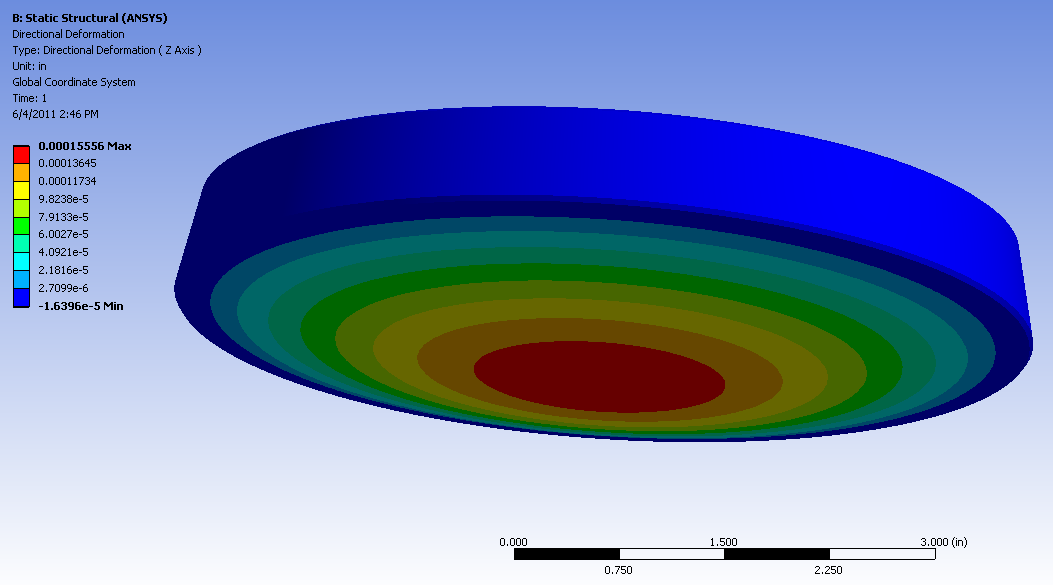 B: Static Structural (ANSYS)
Directional Deformation
Type: Directional Deformation ( Z Axis )
Unit: in
Global Coordinate System
Time: 1
6/4/2011 2:46 PM
0.00015556 Max
0.00013645
0.00011734
9.8238e-5
7.9133e-5
6.0027e-5
4.0921e-5
2.1816e-5
2.7099e-6
-1.6396e-5 Min
0.000 1.500 3.000 (in)
0.750 2.250